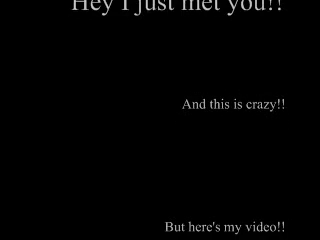 Hey I just met you!!
And this is crazy!!
But here's my video!!